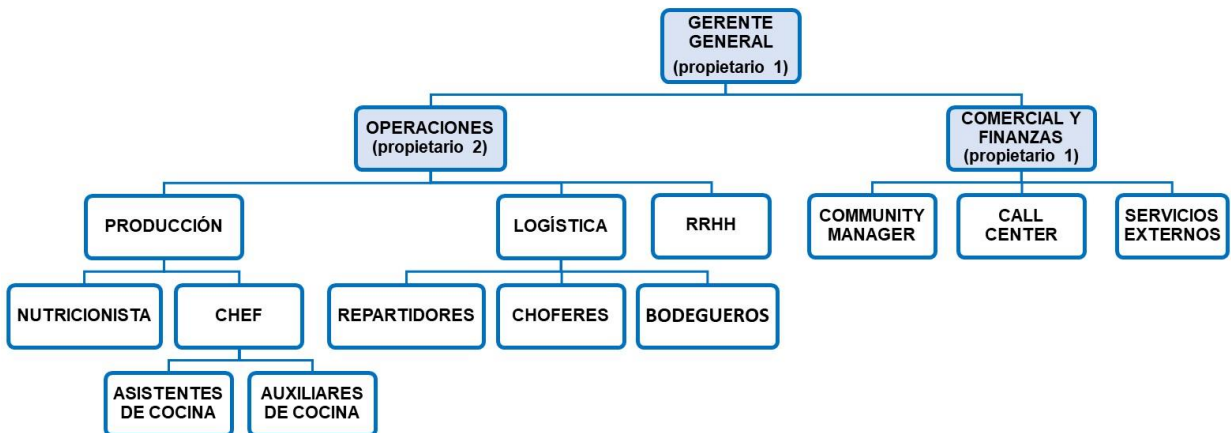 GERENTE
GENERAL
(propietario 1)
OPERACIONES
(propietario 2)
COMERCIAL Y
FINANZAS
(propietario 1)
PRODUCCIÓN
LOGÍSTICA
RRHH
COMMUNITY
MANAGER
CALL
CENTER
SERVICIOS
EXTERNOS
NUTRICIONISTA
CHEF
REPARTIDORES
CHOFERES
BODEGUEROS
ASISTENTES
DE COCINA
AUXILIARES
DE COCINA